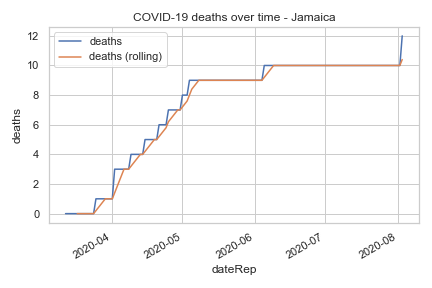 COVID-19 deaths over time - Jamaica
deaths
deaths (rolling)
12
10
8
6
4
2
0
deaths
2020-04
2020-05
2020-06
2020-07
2020-08
dateRep